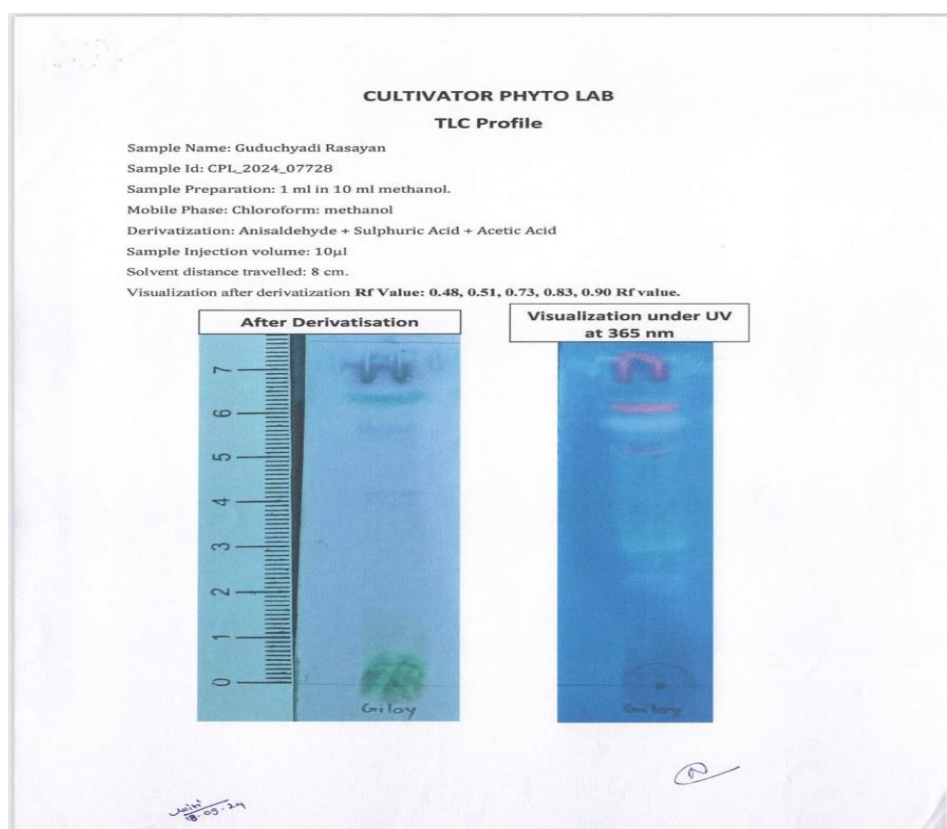 CULTIVATOR PHYTO LAB
TLC Profile
Sample Name: Guduchyadi Rasayan
Sample Id: CPL_2024_07728
Sample Preparation: 1 ml in 10 ml methanol.
Mobile Phase: Chloroform: methanol
Derivatization: Anisaldehyde + Sulphuric Acid + Acetic Acid
Sample Injection volume: 10µl
Solvent distance travelled: 8 cm.
Visualization after derivatization Rf Value: 0.48, 0.51, 0.73, 0.83, 0.90 Rf value.
After Derivatisation
7
6
5
4
3
2
1
0
Giloy
Visualization under UV
at 365 nm
Giloy
18-09-24